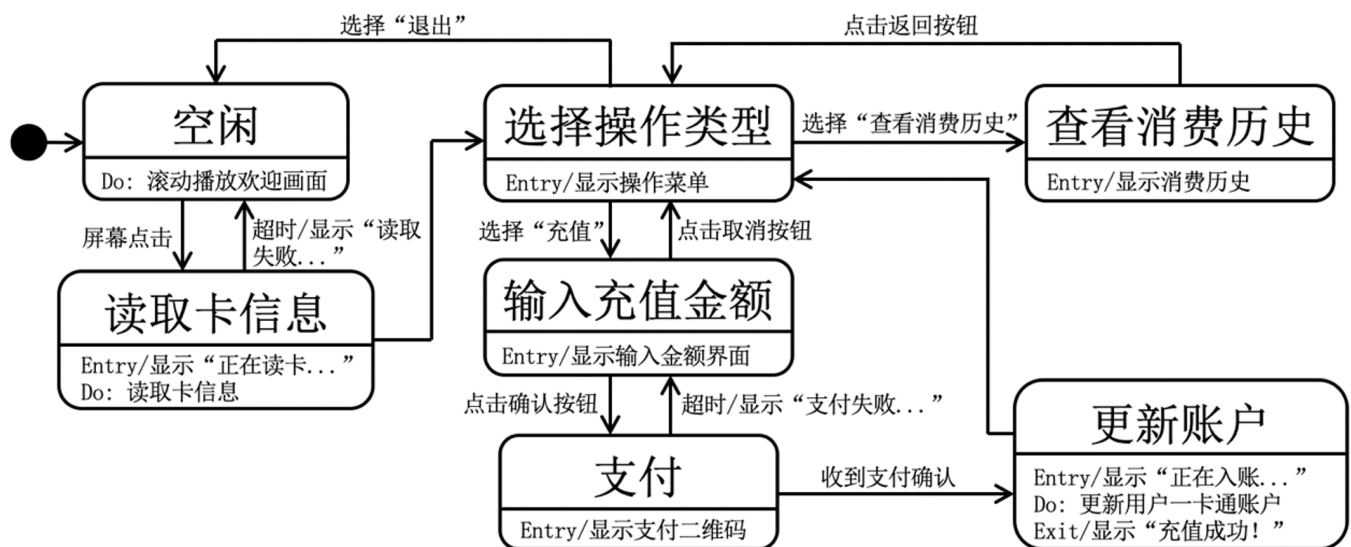 选择“退出”
点击返回按钮
空闲
Do: 滚动播放欢迎画面
选择操作类型
Entry/显示操作菜单
选择“查看消费历史”
查看消费历史
Entry/显示消费历史
屏幕点击
超时/显示“读取
失败...”
选择“充值”
点击取消按钮
读取卡信息
Entry/显示“正在读卡...”
Do: 读取卡信息
输入充值金额
Entry/显示输入金额界面
点击确认按钮
超时/显示“支付失败...”
支付
Entry/显示支付二维码
收到支付确认
更新账户
Entry/显示“正在入账...”
Do: 更新用户一卡通账户
Exit/显示“充值成功！”